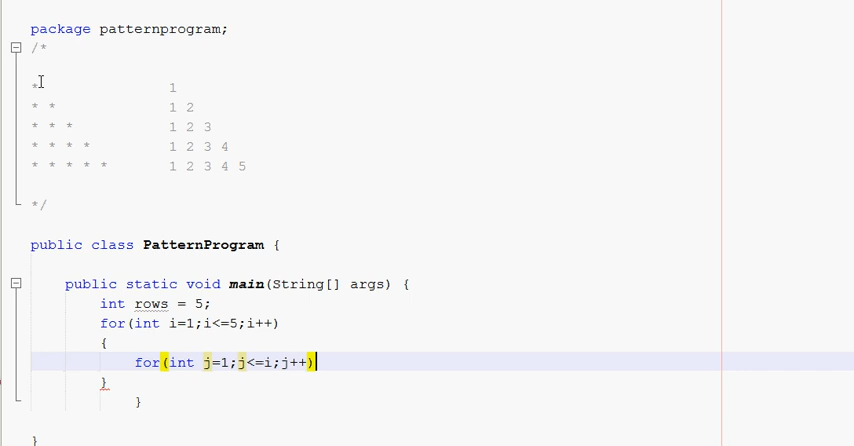 package patternprogram;
/*
* 1
* * 1 2
* * * 1 2 3
* * * * 1 2 3 4
* * * * * 1 2 3 4 5
*/
public class PatternProgram {
public static void main(String[] args) {
int rows = 5;
for(int i=1;i<=5;i++)
{
for(int j=1;j<=i;j++)
}
}
}